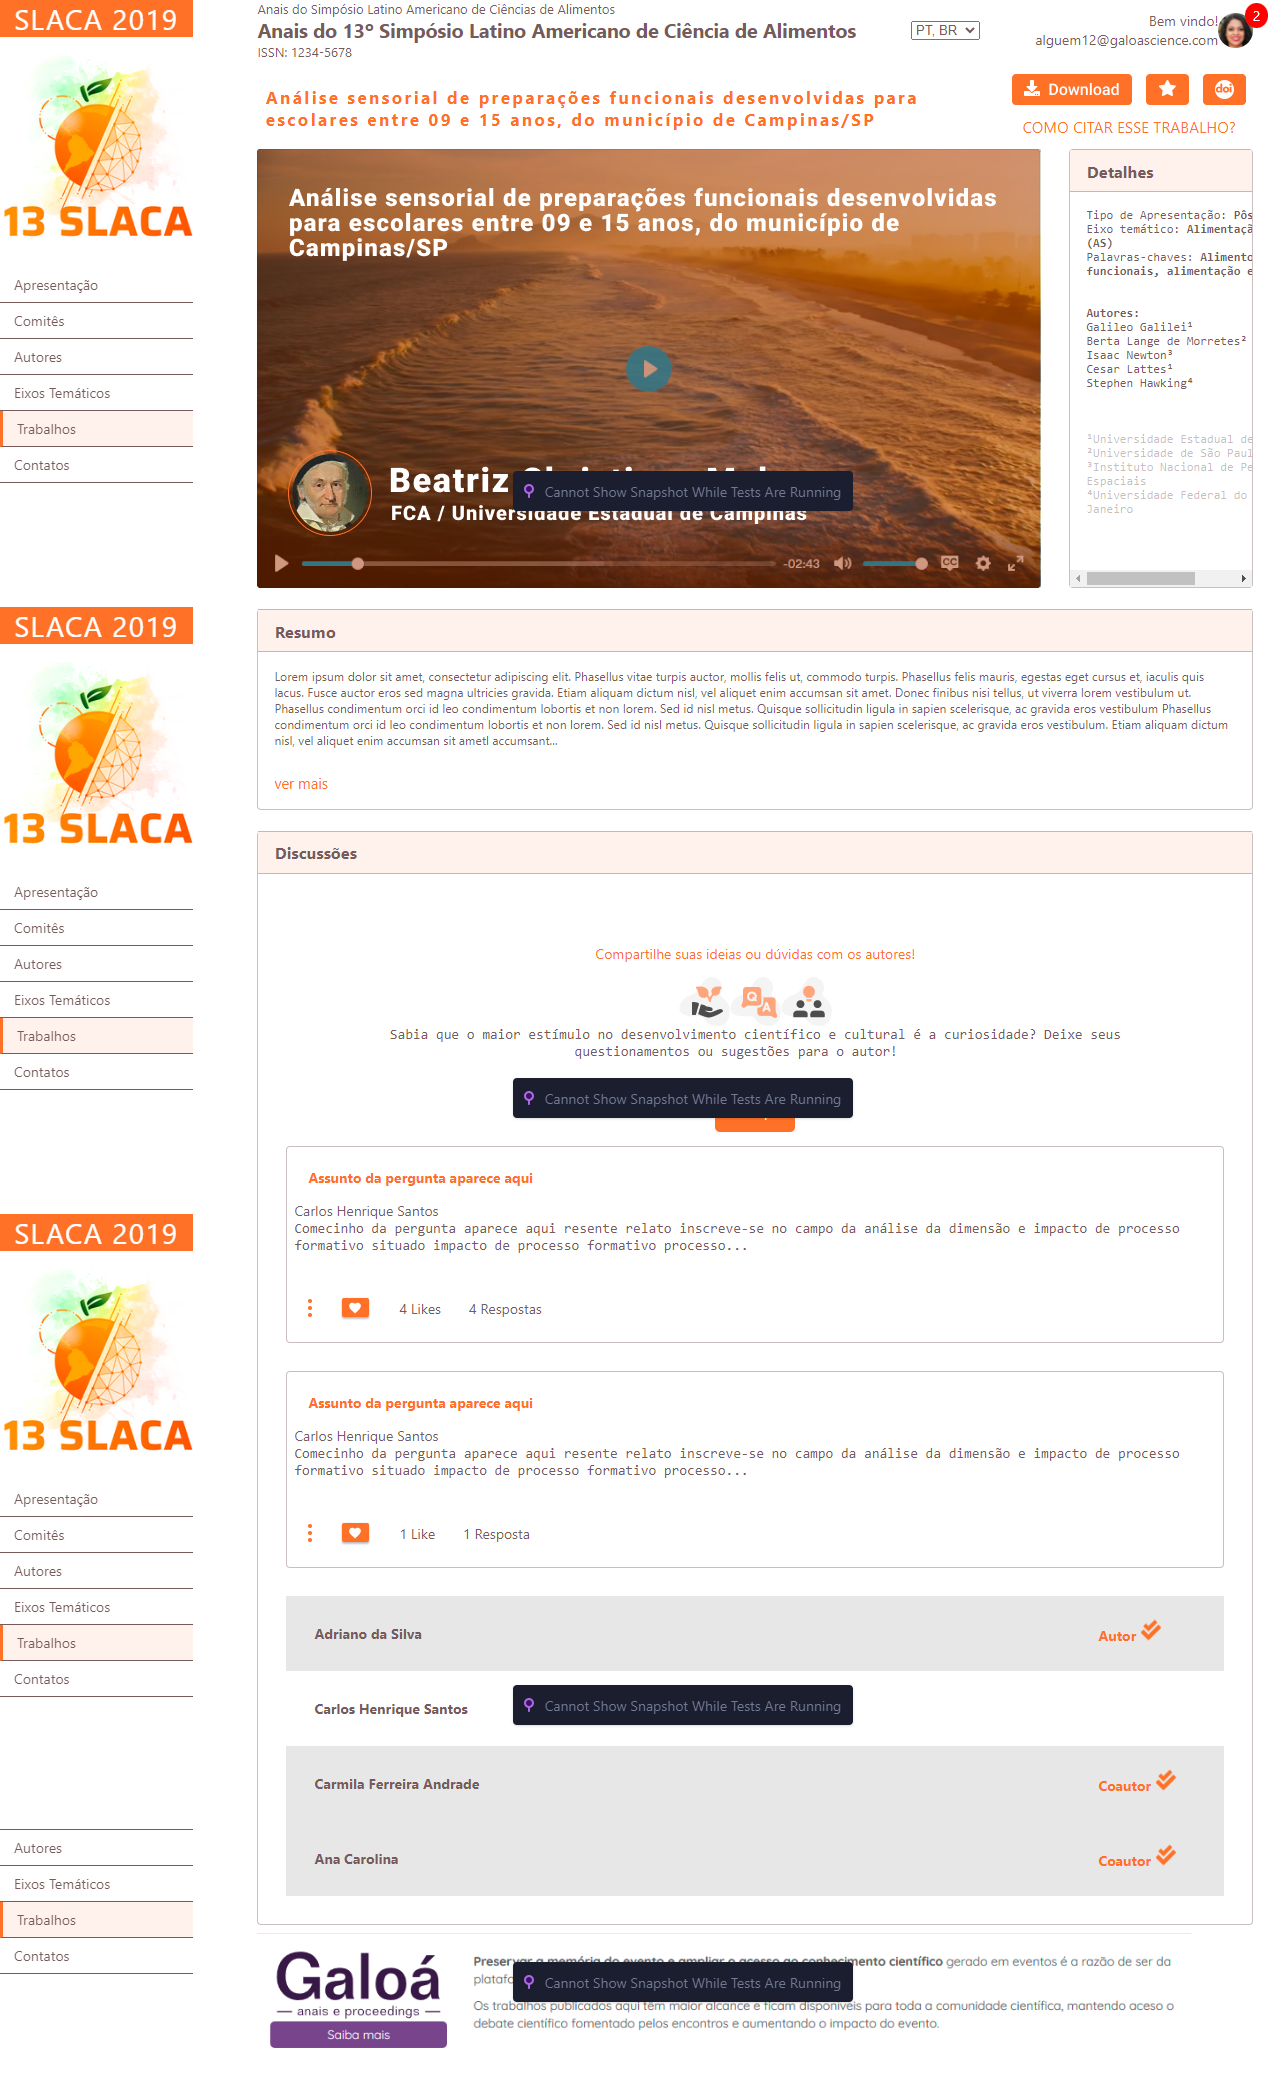 SLACA 2019
13 SLACA
Apresentação
Comitês
Autores
Eixos Temáticos
Trabalhos
Contatos
Anais do Simpósio Latino Americano de Ciências de Alimentos
Anais do 13º Simpósio Latino Americano de Ciência de Alimentos
ISSN: 1234-5678
PT, BR
Bem vindo!
2
alguem12@galoascience.com
Análise sensorial de preparações funcionais desenvolvidas para
escolares entre 09 e 15 anos, do município de Campinas/SP
Download
doi
COMO CITAR ESSE TRABALHO?
Análise sensorial de preparações funcionais desenvolvidas
para escolares entre 09 e 15 anos, do município de
Campinas/SP
Beatriz
Cannot Show Snapshot While Tests Are Running
FCA / Universidade Estadual de Campinas
-02:43
CC
Detalhes
Tipo de Apresentação: Pôs
Eixo temático: Alimentaçã
(AS)
Palavras-chaves: Alimento
funcionais, alimentação e
Autores:
Galileo Galilei¹
Berta Lange de Morretes²
Isaac Newton³
Cesar Lattes¹
Stephen Hawking⁴
¹Universidade Estadual de
²Universidade de São Paul
³Instituto Nacional de Pe
Espaciais
⁴Universidade Federal do
Janeiro
SLACA 2019
13 SLACA
Apresentação
Comitês
Autores
Eixos Temáticos
Trabalhos
Contatos
Resumo
Lorem ipsum dolor sit amet, consectetur adipiscing elit. Phasellus vitae turpis auctor, mollis felis ut, commodo turpis. Phasellus felis mauris, egestas eget cursus et, iaculis quis
lacus. Fusce auctor eros sed magna ultricies gravida. Etiam aliquam dictum nisl, vel aliquet enim accumsan sit amet. Donec finibus nisi tellus, ut viverra lorem vestibulum ut.
Phasellus condimentum orci id leo condimentum lobortis et non lorem. Sed id nisl metus. Quisque sollicitudin ligula in sapien scelerisque, ac gravida eros vestibulum Phasellus
condimentum orci id leo condimentum lobortis et non lorem. Sed id nisl metus. Quisque sollicitudin ligula in sapien scelerisque, ac gravida eros vestibulum. Etiam aliquam dictum
nisl, vel aliquet enim accumsan sit ametl accumsant...
ver mais
Discussões
Compartilhe suas ideias ou dúvidas com os autores!
Q
A
Sabia que o maior estímulo no desenvolvimento científico e cultural é a curiosidade? Deixe seus
questionamentos ou sugestões para o autor!
Cannot Show Snapshot While Tests Are Running
Assunto da pergunta aparece aqui
Carlos Henrique Santos
Comecinho da pergunta aparece aqui resente relato inscreve-se no campo da análise da dimensão e impacto de processo
formativo situado impacto de processo formativo processo...
4 Likes
4 Respostas
SLACA 2019
13 SLACA
Apresentação
Comitês
Autores
Eixos Temáticos
Trabalhos
Contatos
Assunto da pergunta aparece aqui
Carlos Henrique Santos
Comecinho da pergunta aparece aqui resente relato inscreve-se no campo da análise da dimensão e impacto de processo
formativo situado impacto de processo formativo processo...
1 Like
1 Resposta
Adriano da Silva
Autor
Carlos Henrique Santos
Cannot Show Snapshot While Tests Are Running
Carmila Ferreira Andrade
Coautor
Ana Carolina
Coautor
Autores
Eixos Temáticos
Trabalhos
Contatos
Galoá
anais e proceedings
Saiba mais
Preservar a memória do evento e ampliar o acesso ao conhecimento científico gerado em eventos é a razão de ser da
Cannot Show Snapshot While Tests Are Running
Os trabalhos publicados aqui têm maior alcance e ficam disponíveis para toda a comunidade científica, mantendo aceso o
debate científico fomentado pelos encontros e aumentando o impacto do evento.